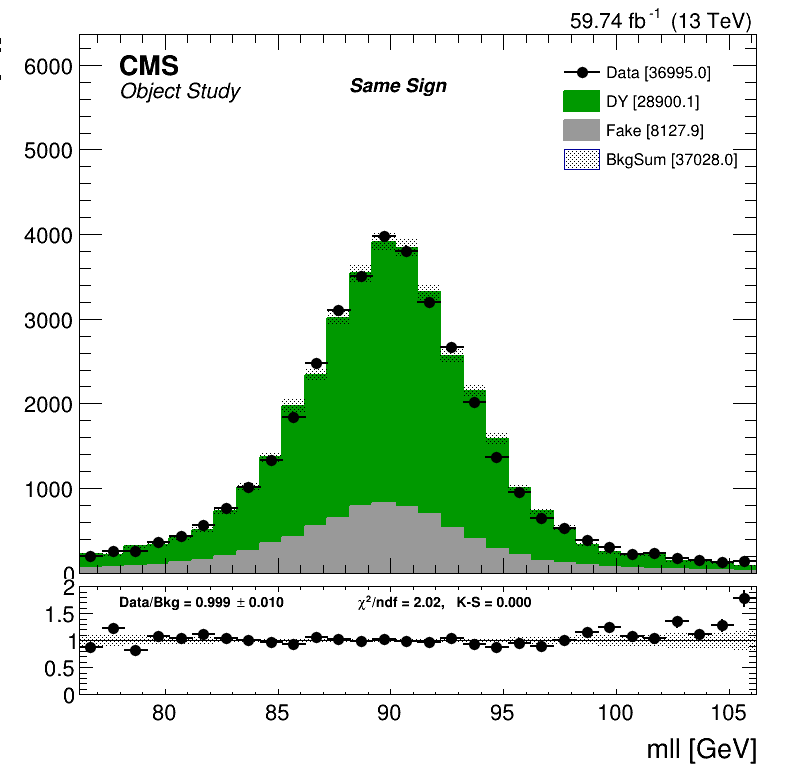 59.74 fb⁻¹ (13 TeV)
CMS
Object Study
Same Sign
Data [36995.0]
DY [28900.1]
Fake [8127.9]
BkgSum [37028.0]
6000
5000
4000
3000
2000
1000
0
Data/Bkg = 0.999 ± 0.010
χ²/ndf = 2.02, K-S = 0.000
2
1.5
1
0.5
0
80 85 90 95 100 105
mll [GeV]